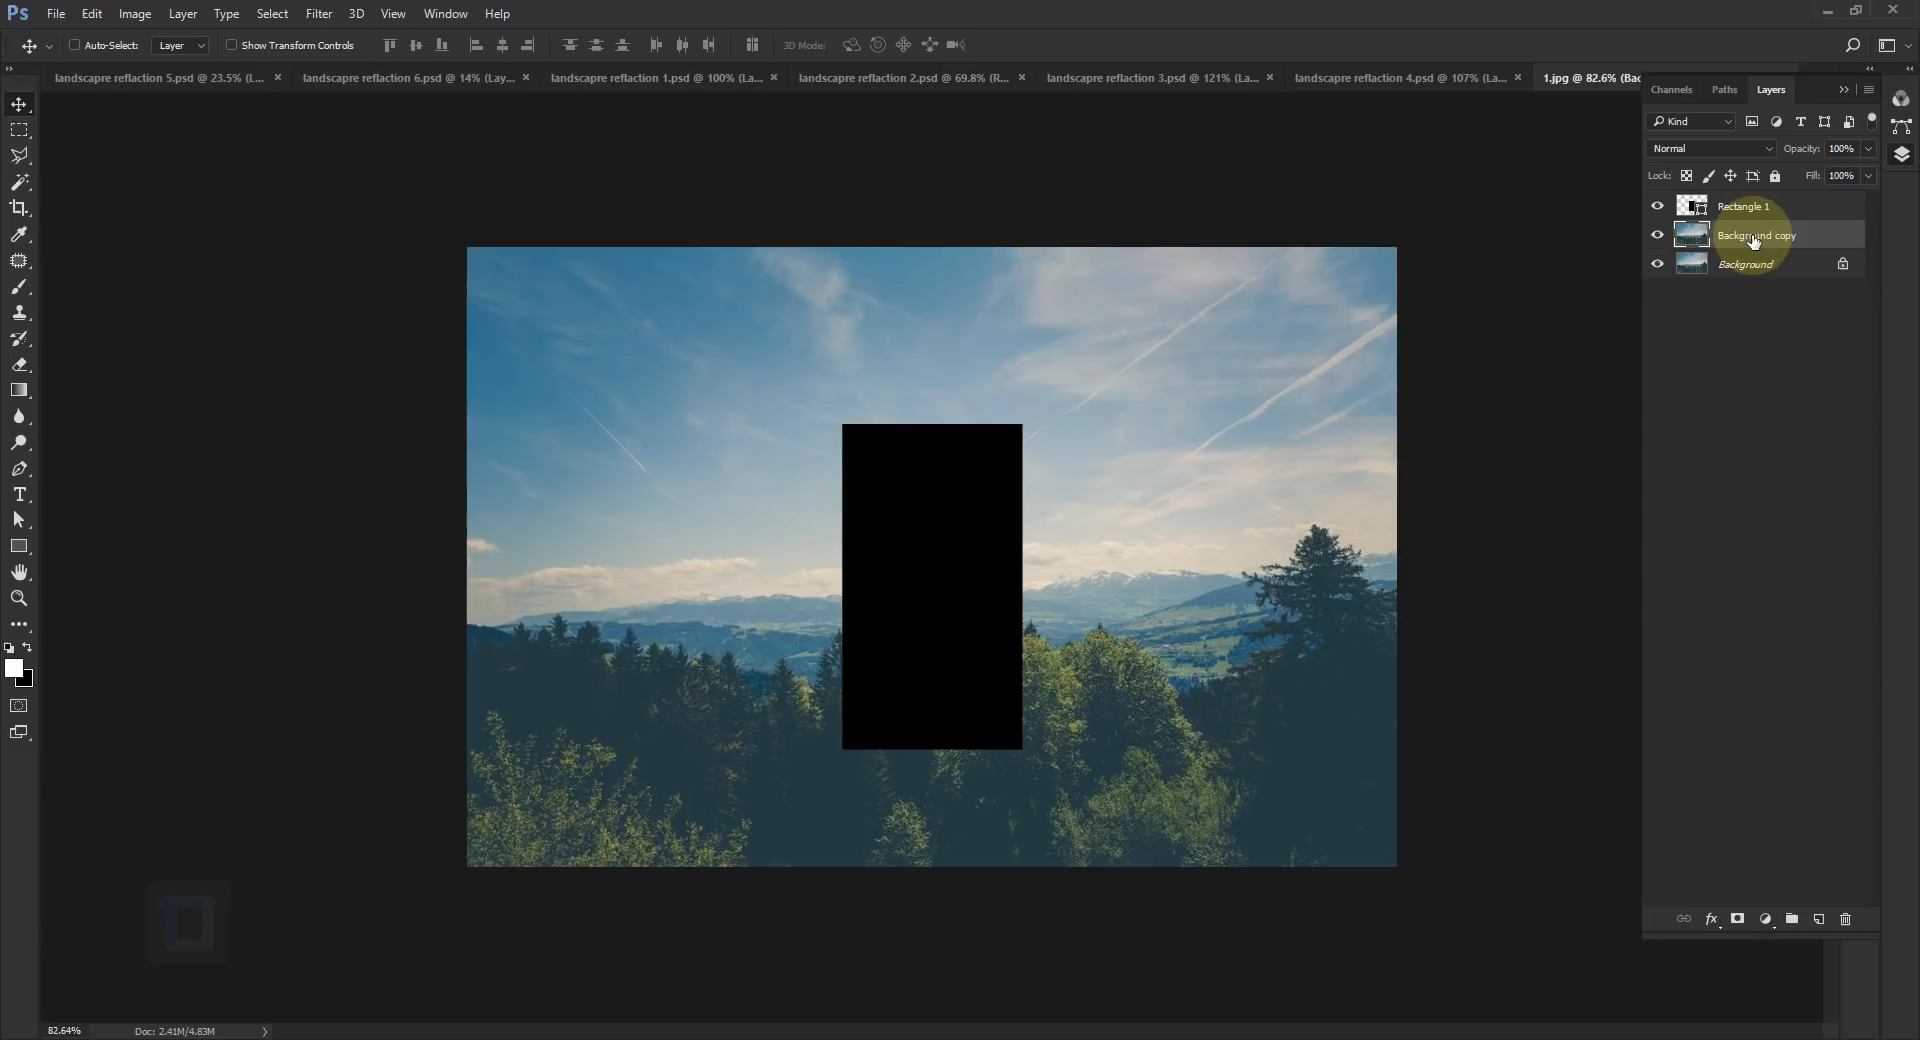 Ps File Edit Image Layer Type Select Filter 3D View Window Help
Auto-Select: Layer Show Transform Controls 3D Mode:
landscapre reflaction 5.psd @ 23.5% (L... landscapre reflaction 6.psd @ 14% (Lay... landscapre reflaction 1.psd @ 100% (La... landscapre reflaction 2.psd @ 69.8% (R... landscapre reflaction 3.psd @ 121% (La... landscapre reflaction 4.psd @ 107% (La... 1.jpg @ 82.6% (Bac
Channels Paths Layers
Kind
Normal Opacity: 100%
Lock: Fill: 100%
Rectangle 1
Background copy
Background
82.64% Doc: 2.41M/4.83M